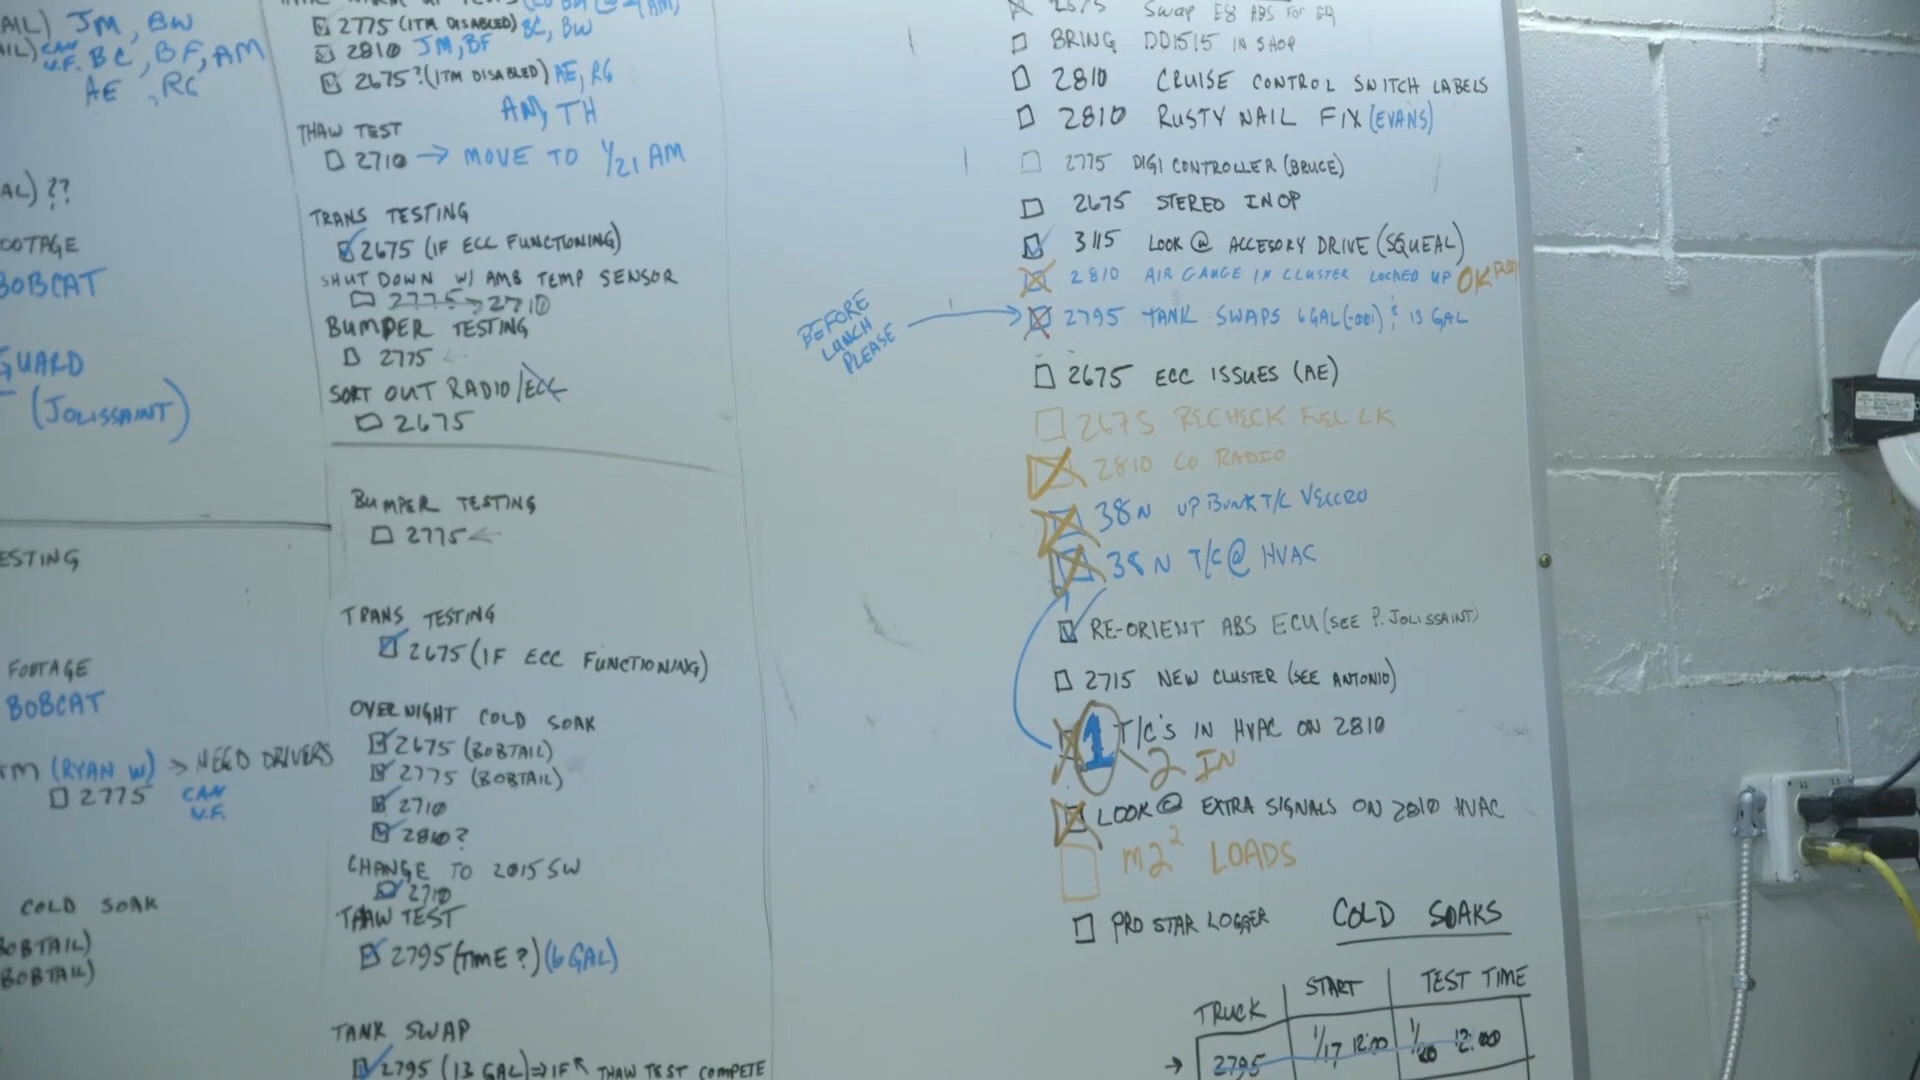 AIL) JM, BW
AIL) CAN V.F. BC, BF, AM
AE, RG
AL) ??
OOTAGE
BOBCAT
GUARD
(JOLISSAINT)
ESTING
FOOTAGE
BOBCAT
TM (RYAN W) > NEED DRIVERS
2775 CAN V.F.
COLD SOAK
BOBTAIL)
BOBTAIL)
2775 (ITM DISABLED) BC, BW
2810 JM, BF
2675? (ITM DISABLED) AE, RG
AM, TH
THAW TEST
2710 → MOVE TO 1/21 AM
TRANS TESTING
2675 (IF ECC FUNCTIONING)
SHUT DOWN W/ AMB TEMP SENSOR
2775 → 2710
BUMPER TESTING
2775 ←
SORT OUT RADIO/ECC
2675
BUMPER TESTING
2775 ←
TRANS TESTING
2675 (IF ECC FUNCTIONING)
OVERNIGHT COLD SOAK
2675 (BOBTAIL)
2775 (BOBTAIL)
2710
2810?
CHANGE TO 2015 SW
2710
THAW TEST
2795 (TIME?) (6 GAL)
TANK SWAP
2795 (13 GAL) => IF THAW TEST COMPETE
2675 SWAP E8 ABS FOR E9
BRING DD1515 IN SHOP
2810 CRUISE CONTROL SWITCH LABELS
2810 RUSTY NAIL FIX (EVANS)
2775 DIGI CONTROLLER (BRUCE)
2675 STEREO INOP
3115 LOOK @ ACCESORY DRIVE (SQUEAL)
2810 AIR GAUGE IN CLUSTER LOCKED UP OK
BEFORE LUNCH PLEASE
2795 TANK SWAPS 6GAL(-001) & 13 GAL
2675 ECC ISSUES (AE)
2675 RECHECK FUEL LK
2810 CO RADIO
38N UP BUNK T/C VELCRO
38N T/C @ HVAC
RE-ORIENT ABS ECU (SEE P. JOLISSAINT)
2715 NEW CLUSTER (SEE ANTONIO)
1 T/C'S IN HVAC ON 2810
2 IN
LOOK @ EXTRA SIGNALS ON 2810 HVAC
M2² LOADS
PRO STAR LOGGER
COLD SOAKS
TRUCK START TEST TIME
→ 2795 1/17 12:00 1/20 12:00